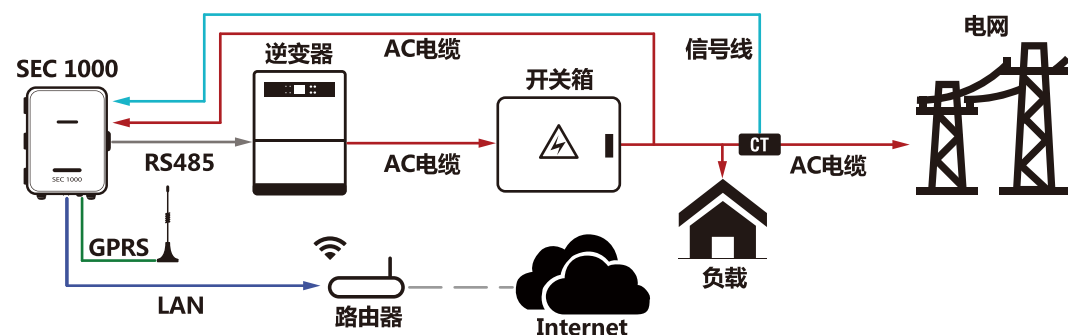 电网
信号线
AC电缆
逆变器
SEC 1000
开关箱
CT
RS485
AC电缆
AC电缆
SEC 1000
GPRS
负载
LAN
路由器
Internet